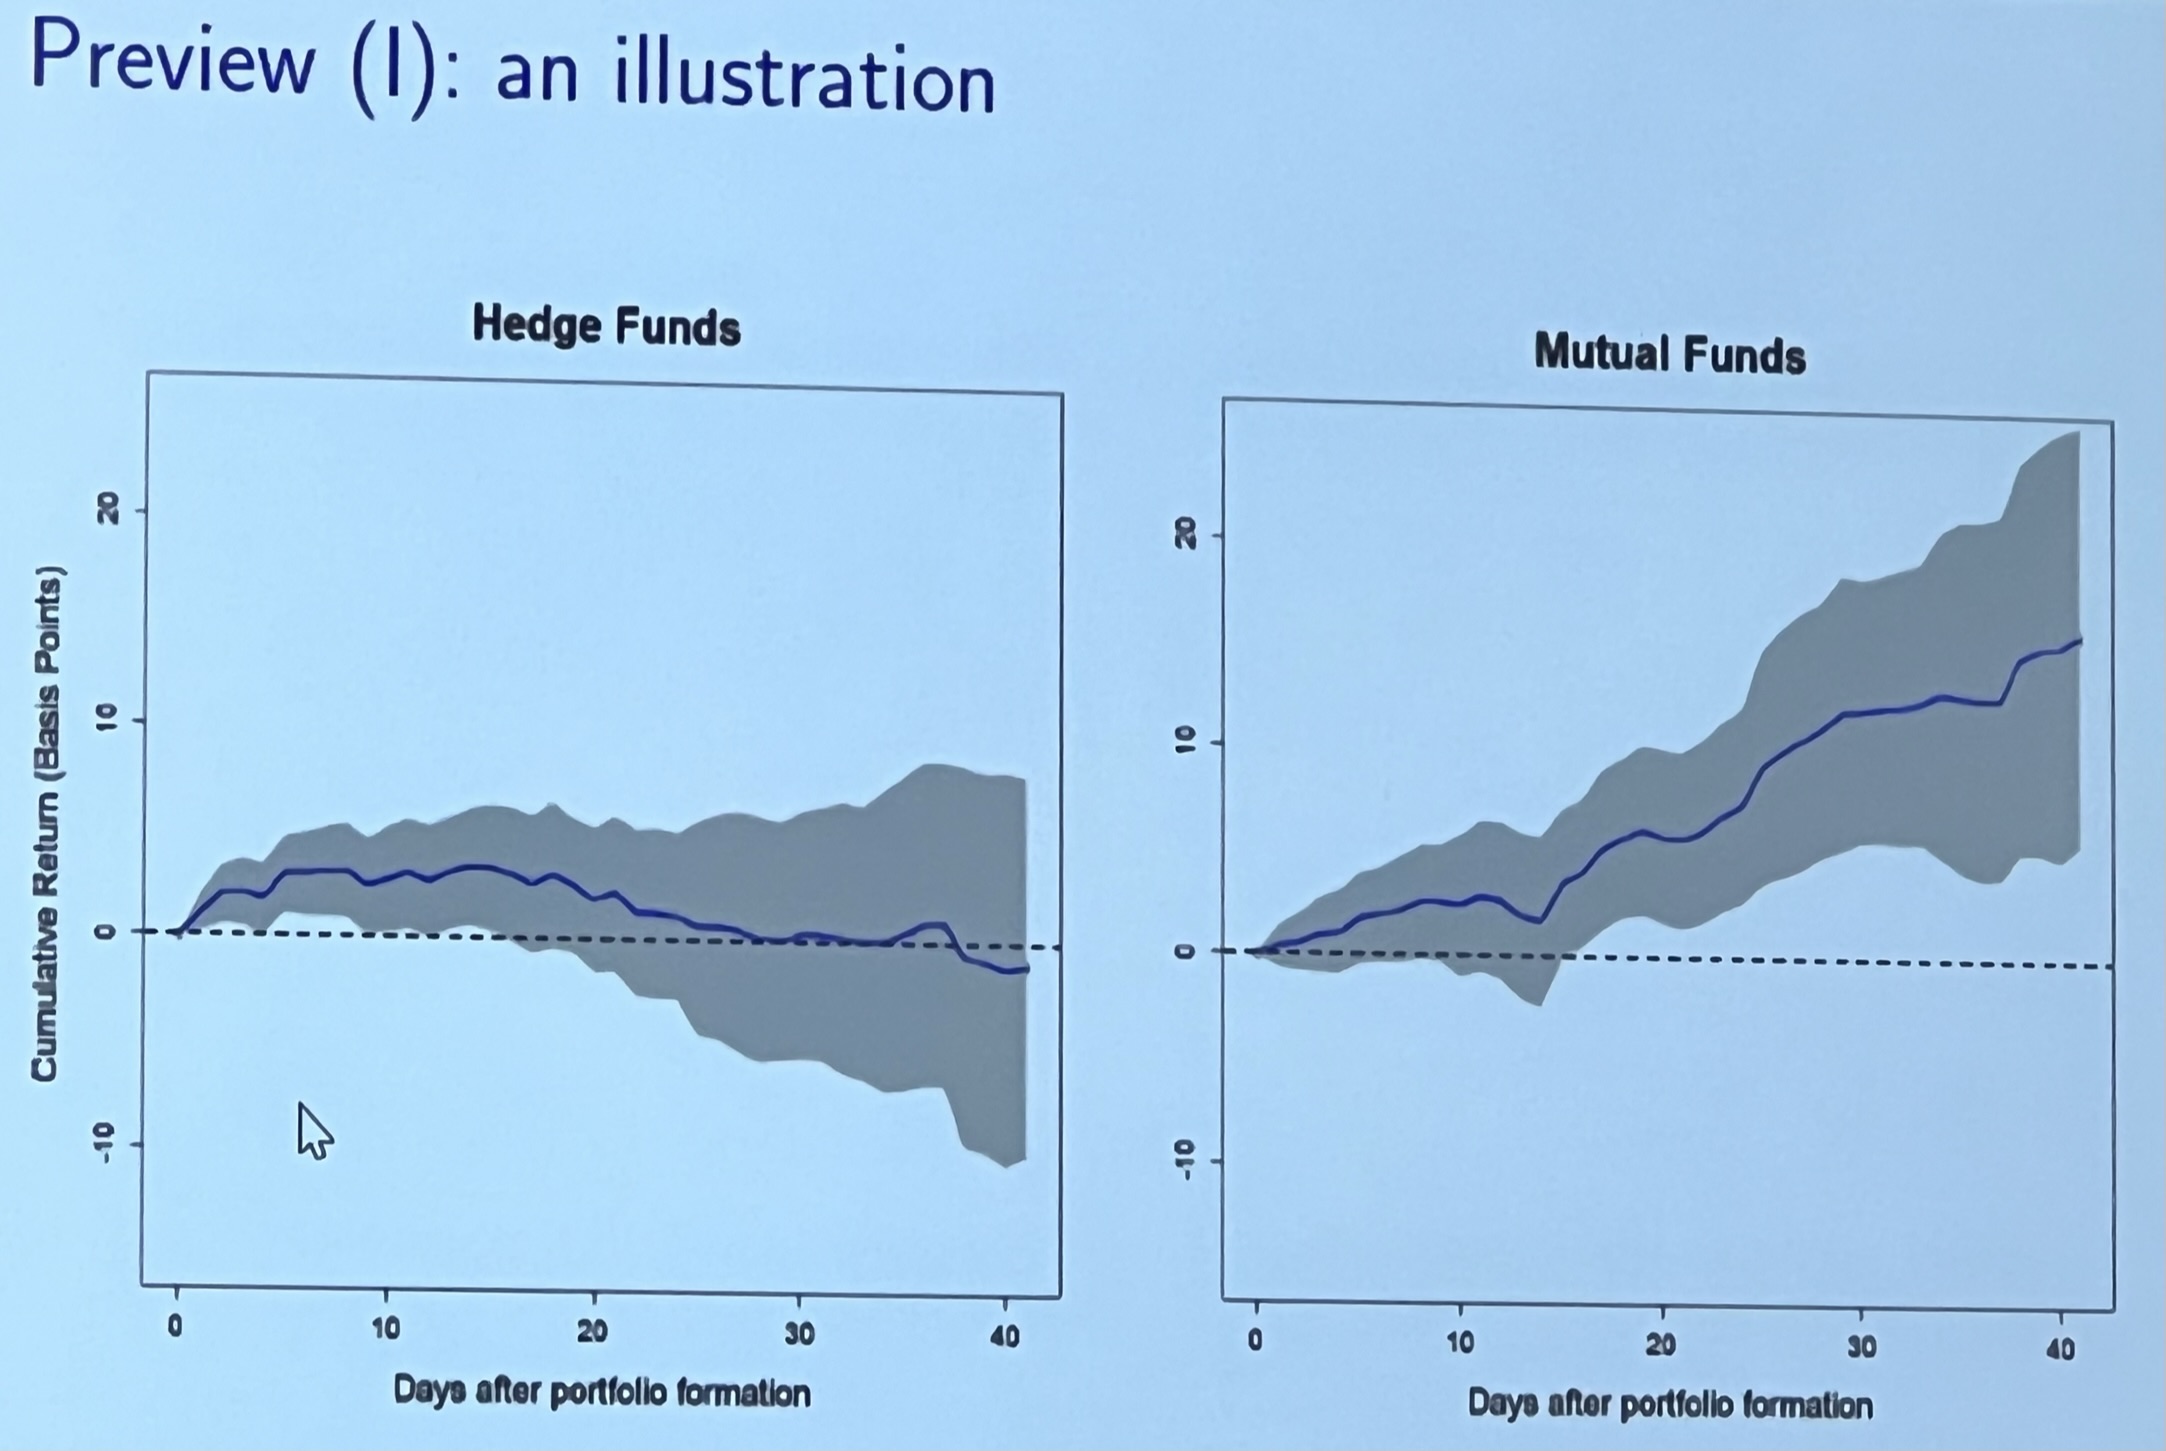 Preview (I): an illustration
Hedge Funds
Cumulative Return (Basis Points)
20
10
0
-10
0 10 20 30 40
Days after portfolio formation
Mutual Funds
20
10
0
-10
0 10 20 30 40
Days after portfolio formation